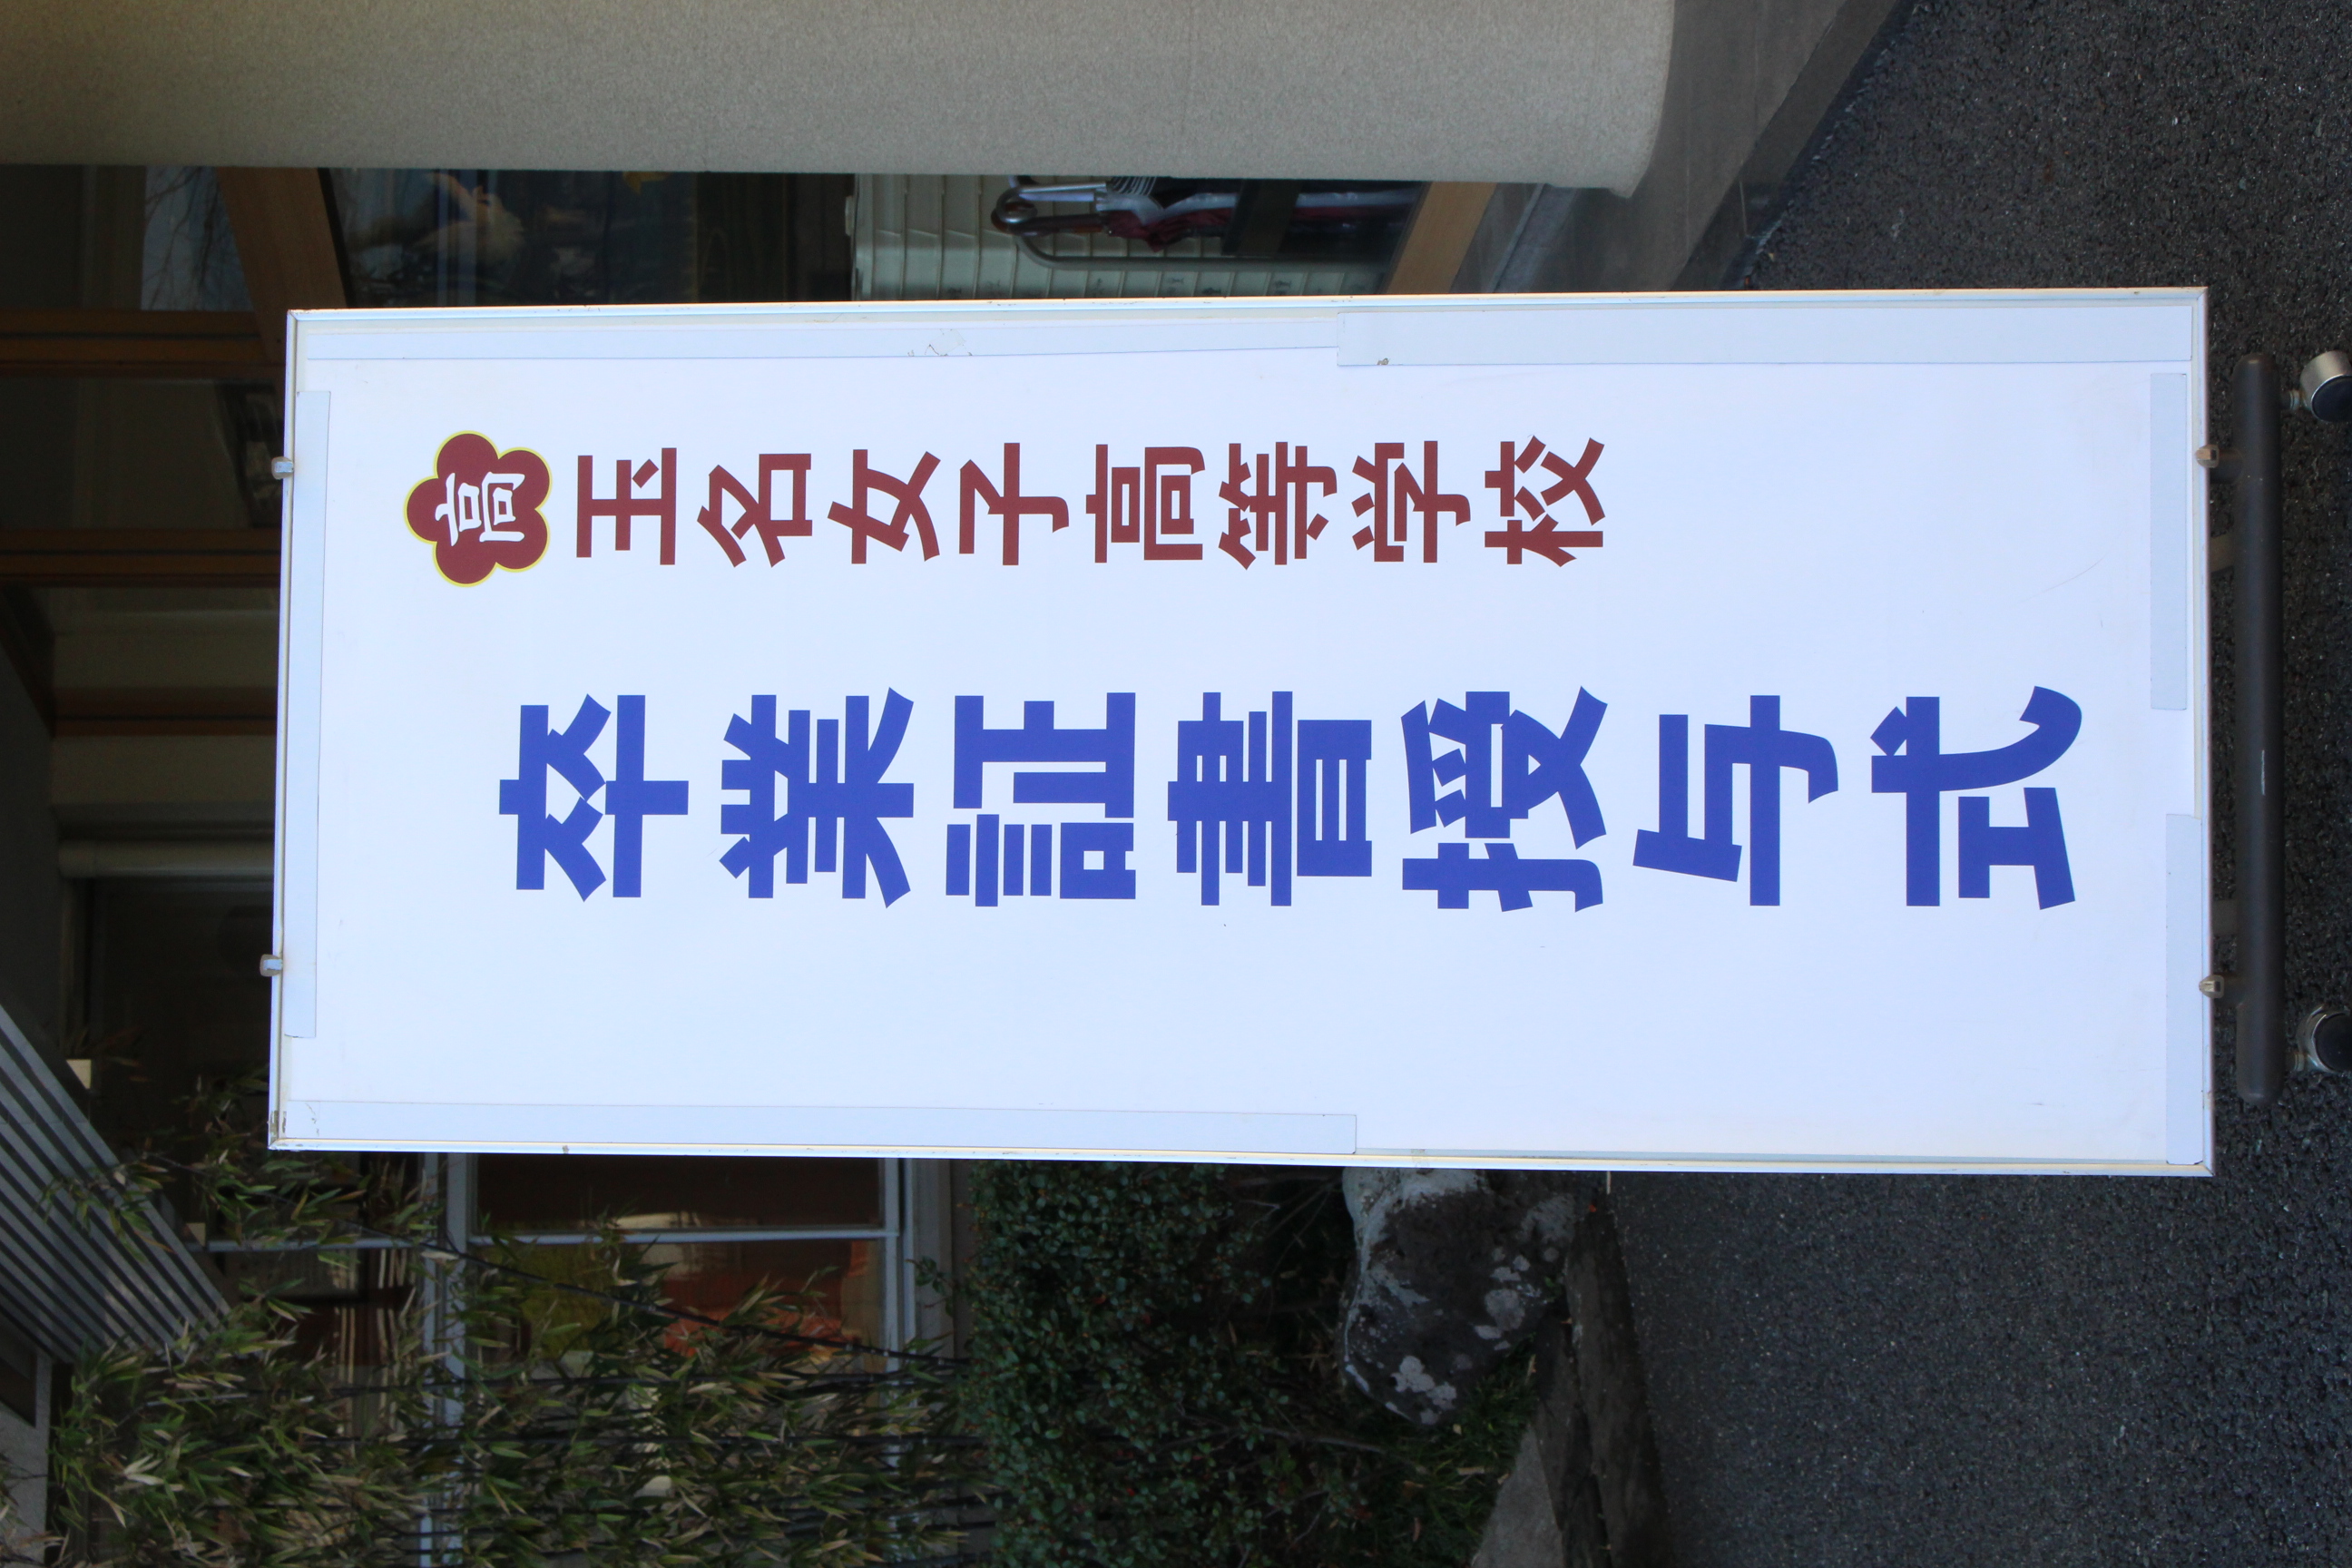 高
玉名女子高等学校
卒業証書授与式